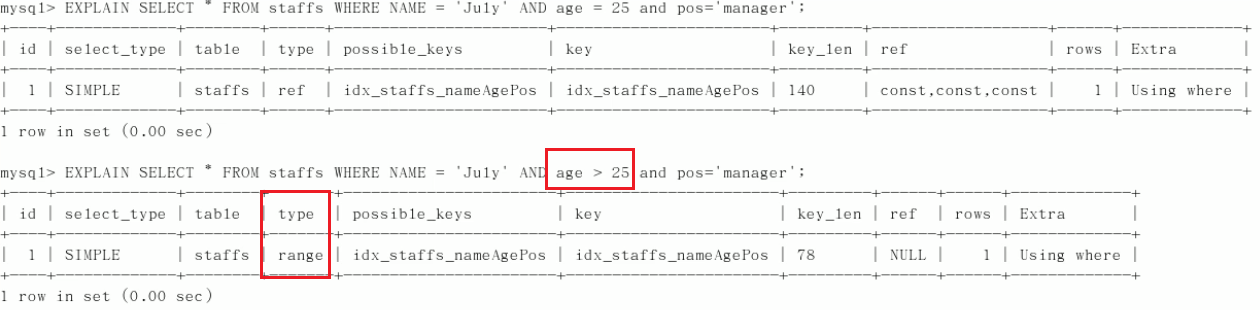 mysql> EXPLAIN SELECT * FROM staffs WHERE NAME = 'July' AND age = 25 and pos='manager';
+----+-------------+--------+------+-----------------------+-----------------------+---------+-------------------+------+-------------+
| id | select_type | table | type | possible_keys | key | key_len | ref | rows | Extra |
+----+-------------+--------+------+-----------------------+-----------------------+---------+-------------------+------+-------------+
| 1 | SIMPLE | staffs | ref | idx_staffs_nameAgePos | idx_staffs_nameAgePos | 140 | const,const,const | 1 | Using where |
+----+-------------+--------+------+-----------------------+-----------------------+---------+-------------------+------+-------------+
1 row in set (0.00 sec)
mysql> EXPLAIN SELECT * FROM staffs WHERE NAME = 'July' AND age > 25 and pos='manager';
+----+-------------+--------+-------+-----------------------+-----------------------+---------+------+------+-------------+
| id | select_type | table | type | possible_keys | key | key_len | ref | rows | Extra |
+----+-------------+--------+-------+-----------------------+-----------------------+---------+------+------+-------------+
| 1 | SIMPLE | staffs | range | idx_staffs_nameAgePos | idx_staffs_nameAgePos | 78 | NULL | 1 | Using where |
+----+-------------+--------+-------+-----------------------+-----------------------+---------+------+------+-------------+
1 row in set (0.00 sec)